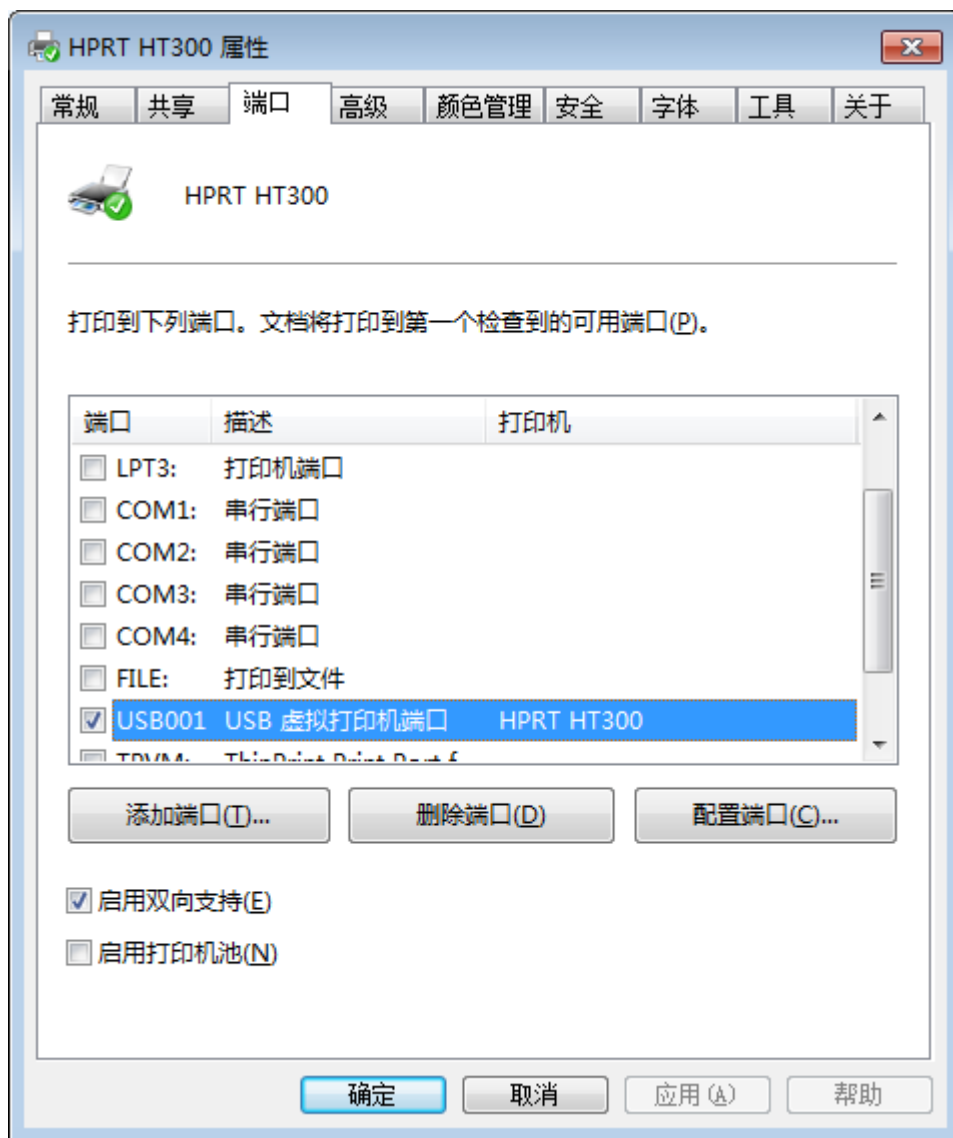 HPRT HT300 属性
常规 共享 端口 高级 颜色管理 安全 字体 工具 关于
HPRT HT300
打印到下列端口。文档将打印到第一个检查到的可用端口(P)。
端口 描述 打印机
LPT3: 打印机端口
COM1: 串行端口
COM2: 串行端口
COM3: 串行端口
COM4: 串行端口
FILE: 打印到文件
USB001 USB 虚拟打印机端口 HPRT HT300
TPVM: ThinPrint Print Port f
添加端口(T)... 删除端口(D) 配置端口(C)...
启用双向支持(E)
启用打印机池(N)
确定 取消 应用(A) 帮助